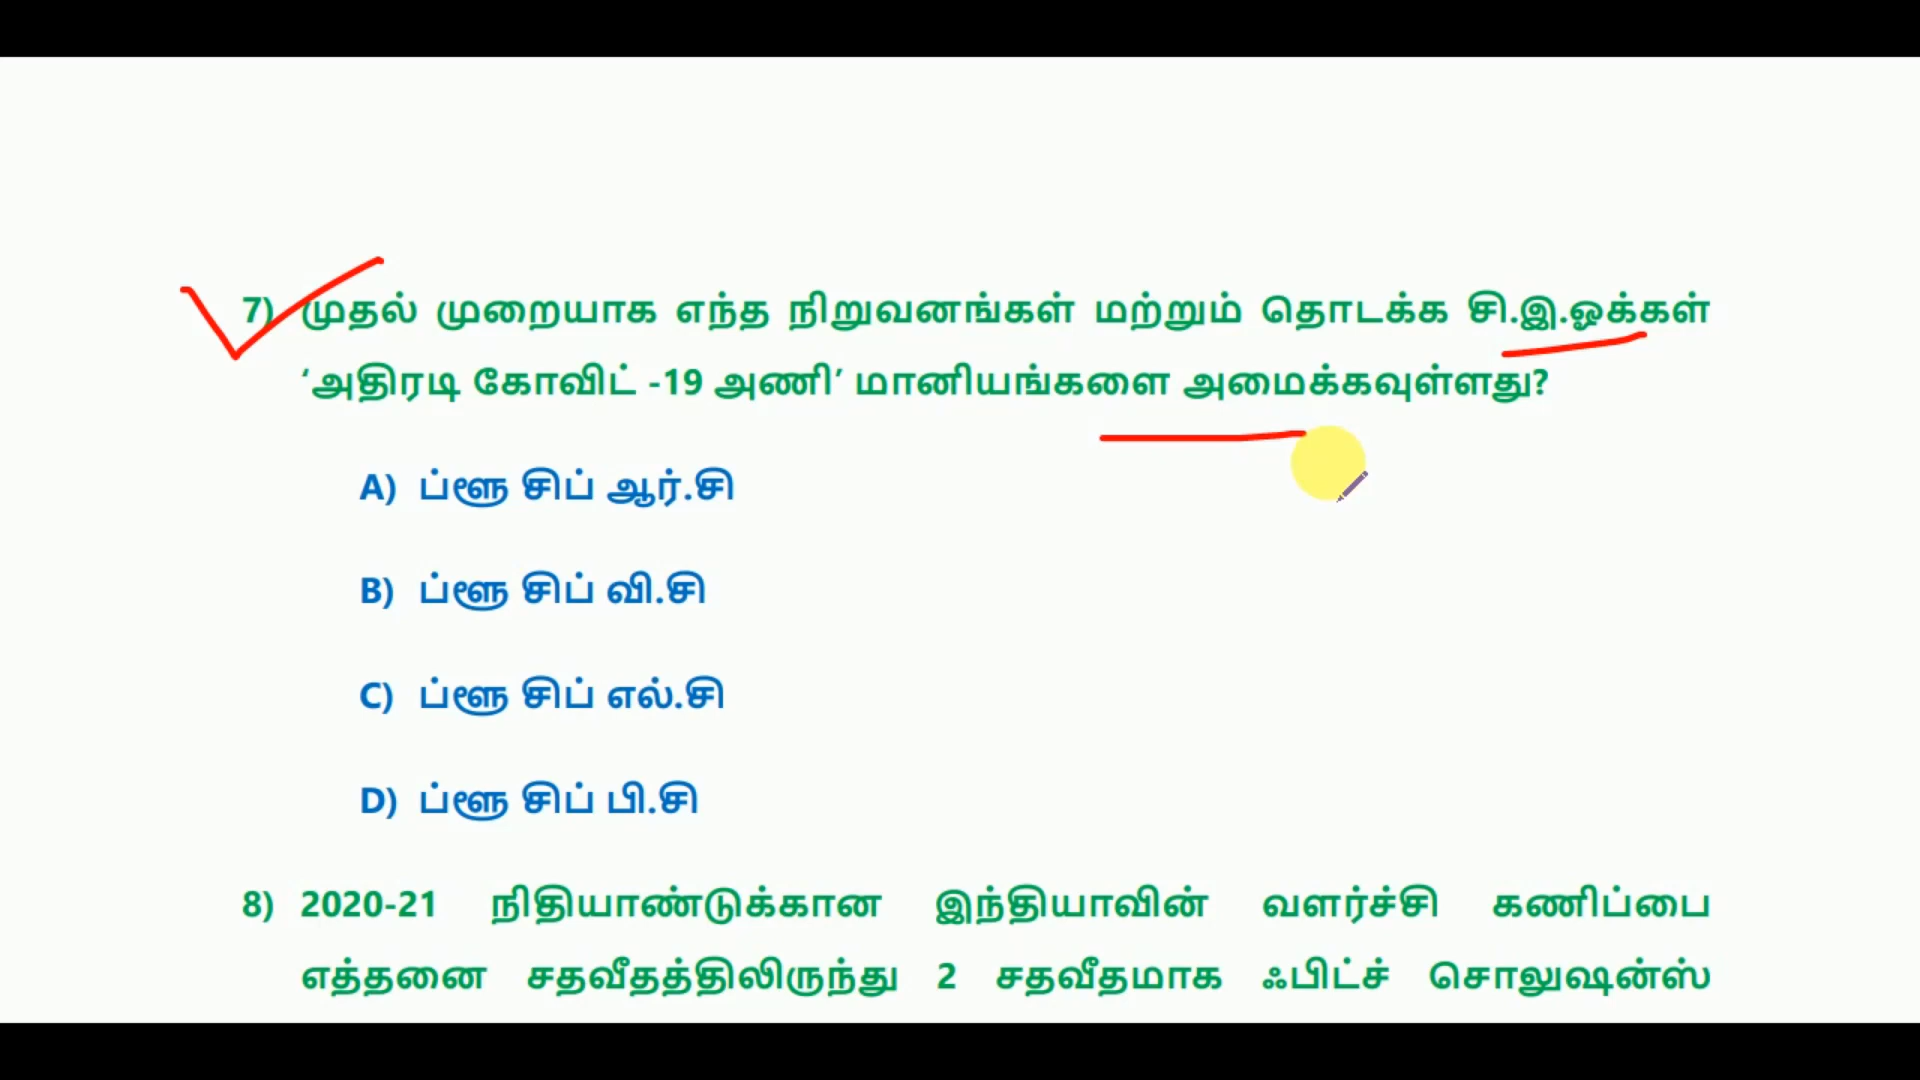 7) முதல் முறையாக எந்த நிறுவனங்கள் மற்றும் தொடக்க சி.இ.ஓக்கள்
‘அதிரடி கோவிட் -19 அணி’ மானியங்களை அமைக்கவுள்ளது?
A) ப்ளூ சிப் ஆர்.சி
B) ப்ளூ சிப் வி.சி
C) ப்ளூ சிப் எல்.சி
D) ப்ளூ சிப் பி.சி
8) 2020-21 நிதியாண்டுக்கான இந்தியாவின் வளர்ச்சி கணிப்பை
எத்தனை சதவீதத்திலிருந்து 2 சதவீதமாக ஃபிட்ச் சொலுஷன்ஸ்